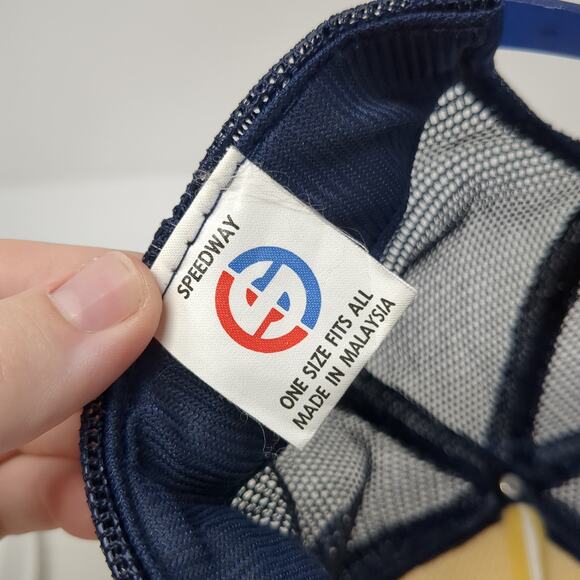 SPEEDWAY
ONE SIZE FITS ALL
MADE IN MALAYSIA